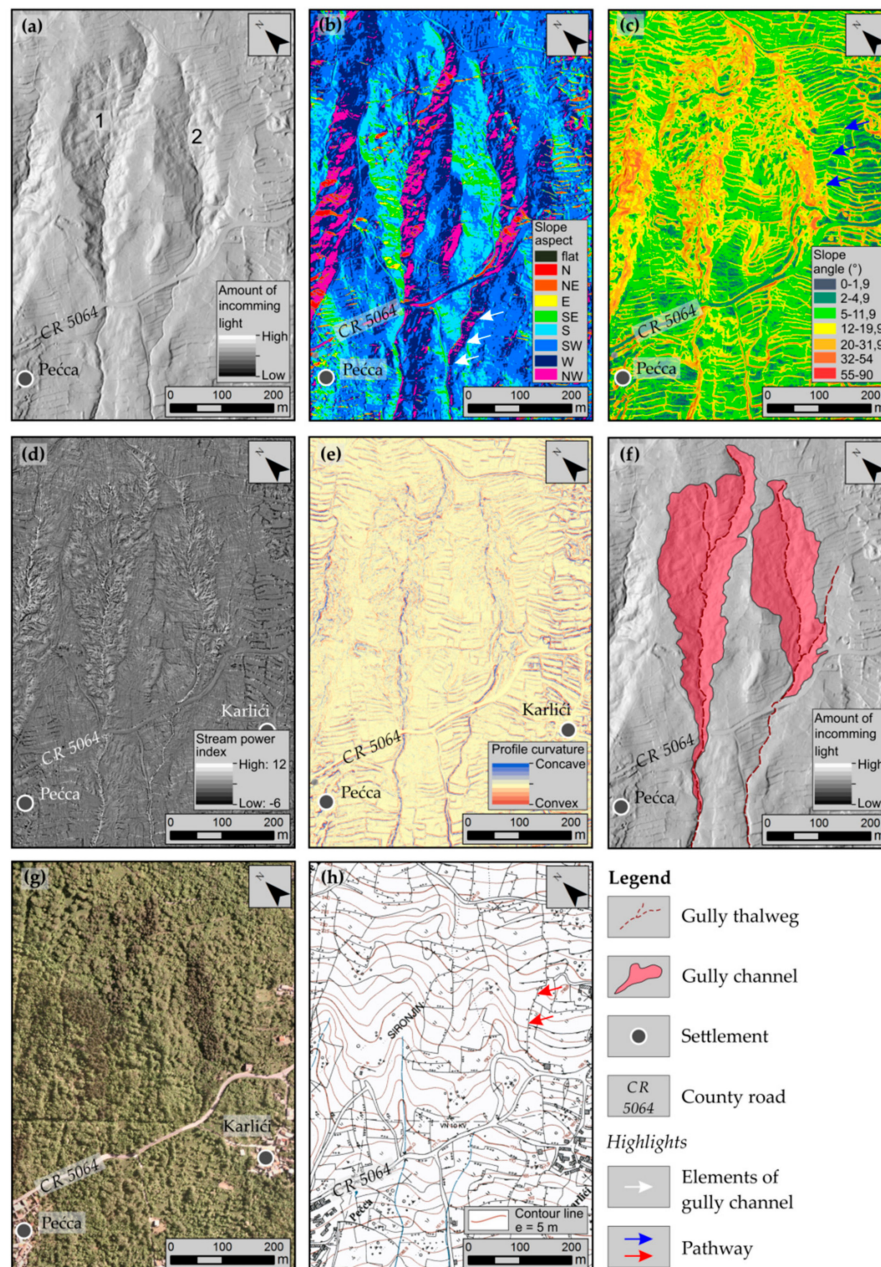 (a)
N
1
2
CR 5064
Pećca
Amount of
incomming
light
High
Low
0
100
200
m
(b)
N
CR 5064
Pećca
Slope
aspect
flat
N
NE
E
SE
S
SW
W
NW
0
100
200
m
(c)
N
CR 5064
Pećca
Slope
angle (°)
0-1,9
2-4,9
5-11,9
12-19,9
20-31,9
32-54
55-90
0
100
200
m
(d)
N
Karlići
CR 5064
Pećca
Stream power
index
High: 12
Low: -6
0
100
200
m
(e)
N
Karlići
CR 5064
Pećca
Profile curvature
Concave
Convex
0
100
200
m
(f)
N
CR 5064
Pećca
Amount of
incomming
light
High
Low
0
100
200
m
(g)
N
Karlići
CR 5064
Pećca
0
100
200
m
(h)
N
SIRONJIN
VN 10 KV
CR 5064
Pećca
Karlići
Contour line
e = 5 m
0
100
200
m
Legend
Gully thalweg
Gully channel
Settlement
CR
5064
County road
Highlights
Elements of
gully channel
Pathway